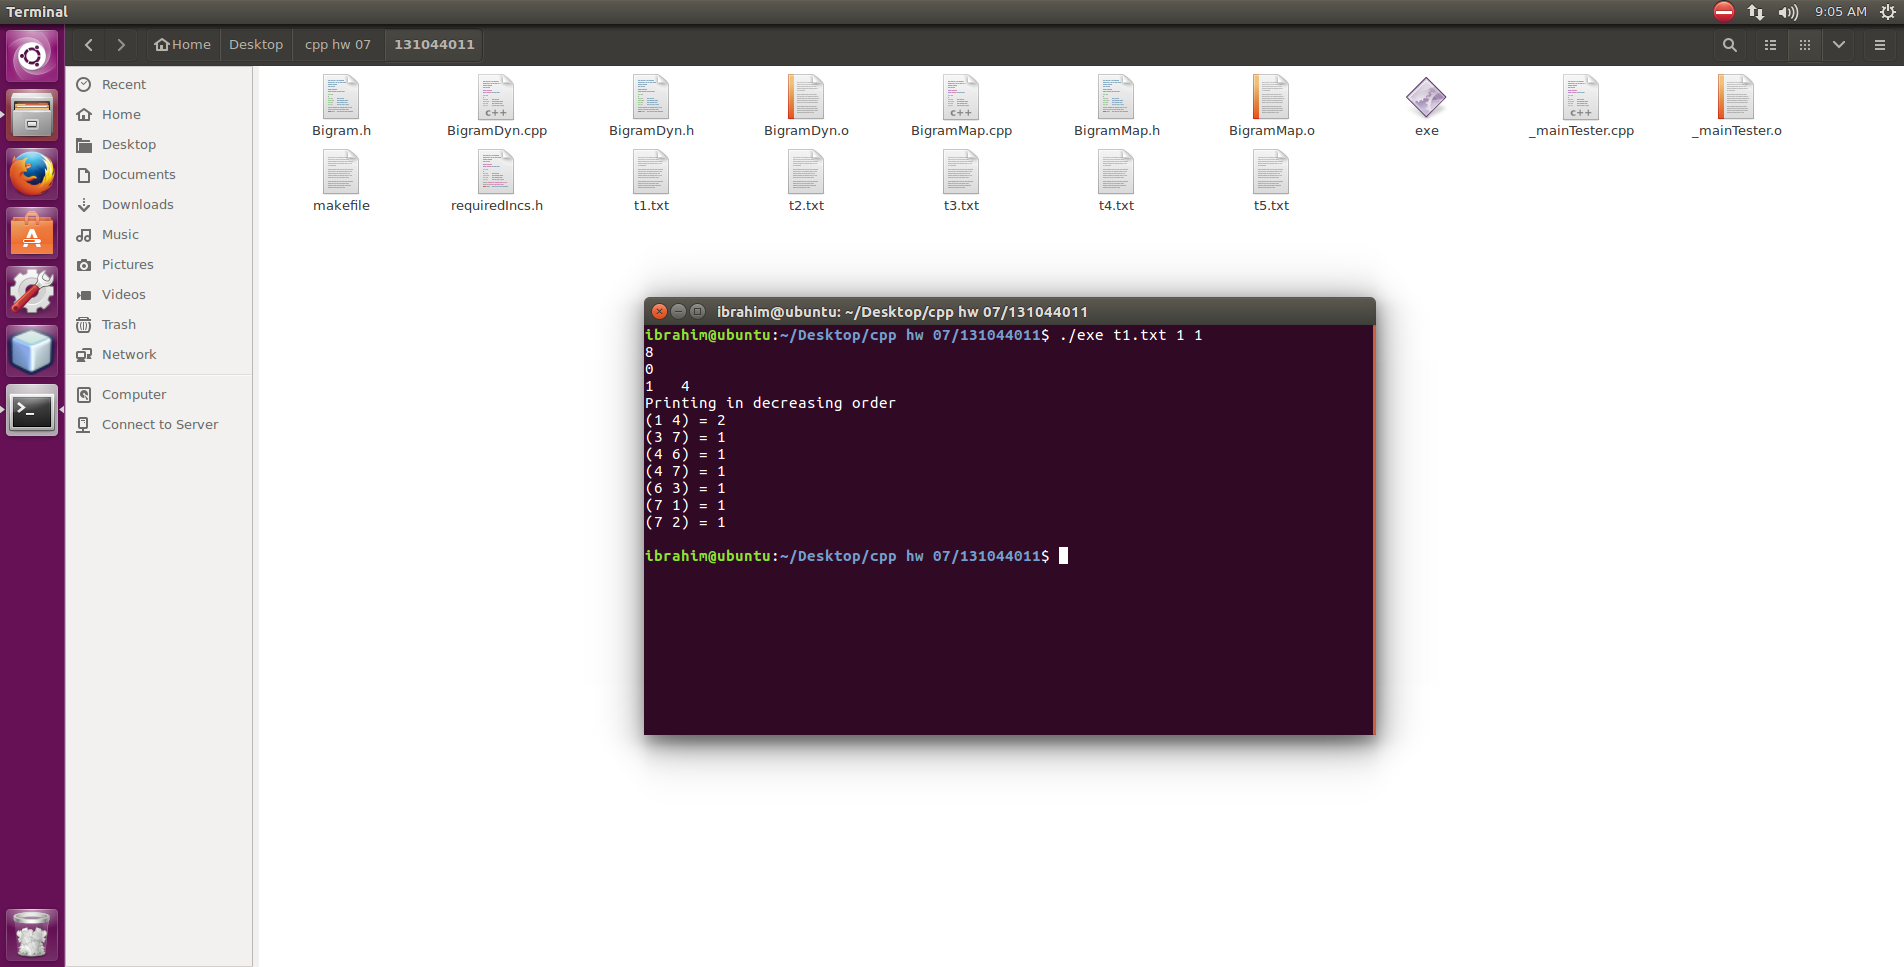 Terminal
9:05 AM
Home Desktop cpp hw 07 131044011
Recent
Home
Desktop
Documents
Downloads
Music
Pictures
Videos
Trash
Network
Computer
Connect to Server
Bigram.h BigramDyn.cpp BigramDyn.h BigramDyn.o BigramMap.cpp BigramMap.h BigramMap.o exe _mainTester.cpp _mainTester.o
makefile requiredIncs.h t1.txt t2.txt t3.txt t4.txt t5.txt
ibrahim@ubuntu: ~/Desktop/cpp hw 07/131044011
ibrahim@ubuntu:~/Desktop/cpp hw 07/131044011$ ./exe t1.txt 1 1
8
0
1   4
Printing in decreasing order
(1 4) = 2
(3 7) = 1
(4 6) = 1
(4 7) = 1
(6 3) = 1
(7 1) = 1
(7 2) = 1
ibrahim@ubuntu:~/Desktop/cpp hw 07/131044011$